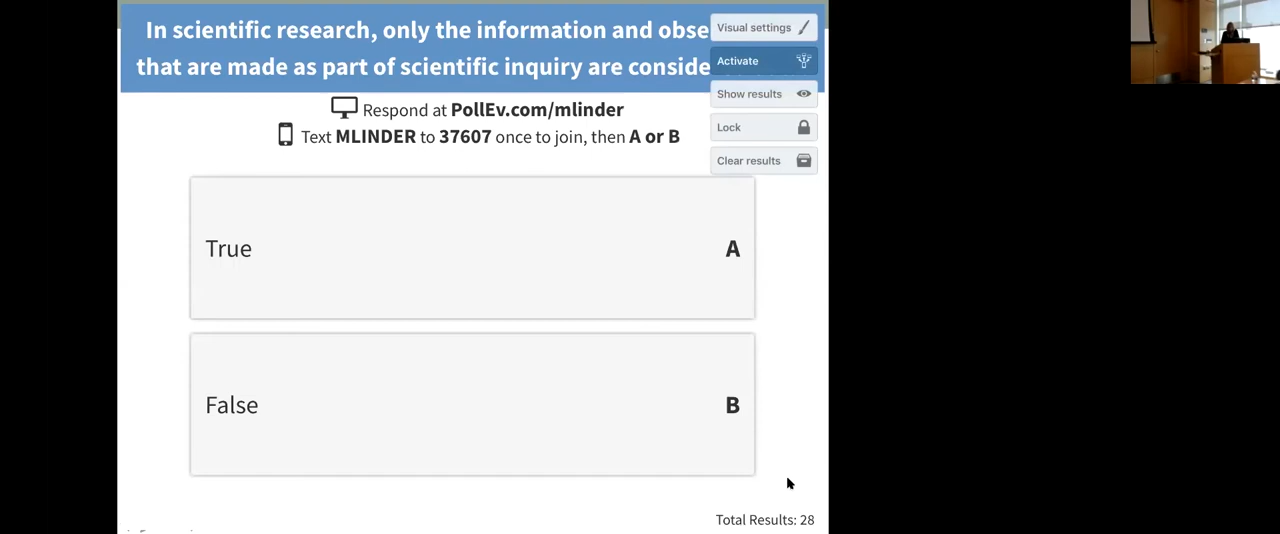 In scientific research, only the information and obse
that are made as part of scientific inquiry are conside
Visual settings
Activate
Show results
Lock
Clear results
Respond at PollEv.com/mlinder
Text MLINDER to 37607 once to join, then A or B
True A
False B
Total Results: 28